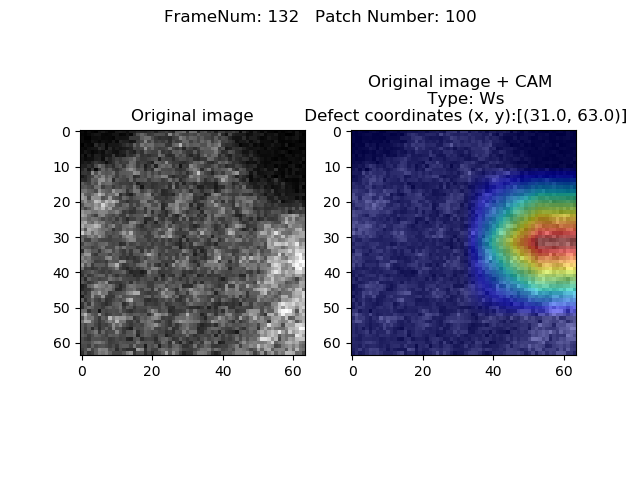 FrameNum: 132   Patch Number: 100
Original image
Original image + CAM
Type: Ws
Defect coordinates (x, y):[(31.0, 63.0)]
0
10
20
30
40
50
60
0 20 40 60
0
10
20
30
40
50
60
0 20 40 60